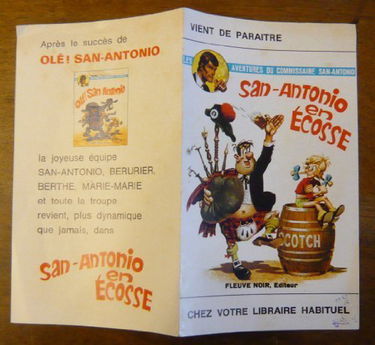 Après le succès de
OLÉ! SAN-ANTONIO
Olé! San Antonio
la joyeuse équipe
SAN-ANTONIO, BERURIER,
BERTHE, MARIE-MARIE
et toute la troupe
revient, plus dynamique
que jamais, dans
SAN-ANTONIO
en
ÉCOSSE
VIENT DE PARAITRE
LES AVENTURES DU COMMISSAIRE SAN-ANTONIO
SAN-ANTONIO
en
ÉCOSSE
SCOTCH
FLEUVE NOIR, Editeur
CHEZ VOTRE LIBRAIRE HABITUEL